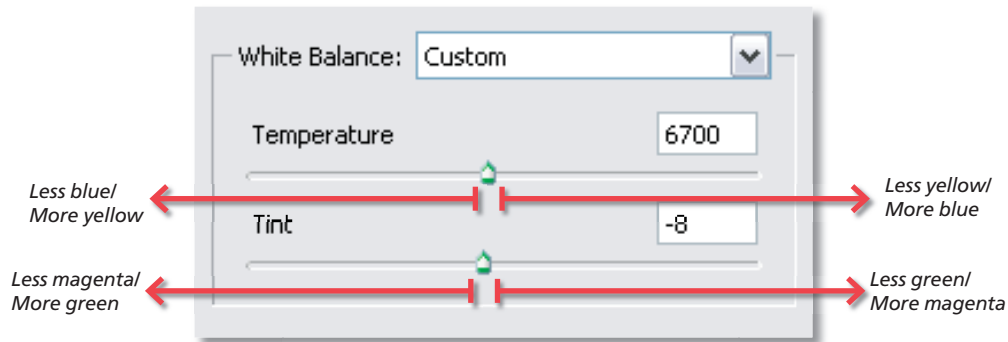 White Balance: Custom
Temperature 6700
Less blue/
More yellow
Less yellow/
More blue
Tint -8
Less magenta/
More green
Less green/
More magenta